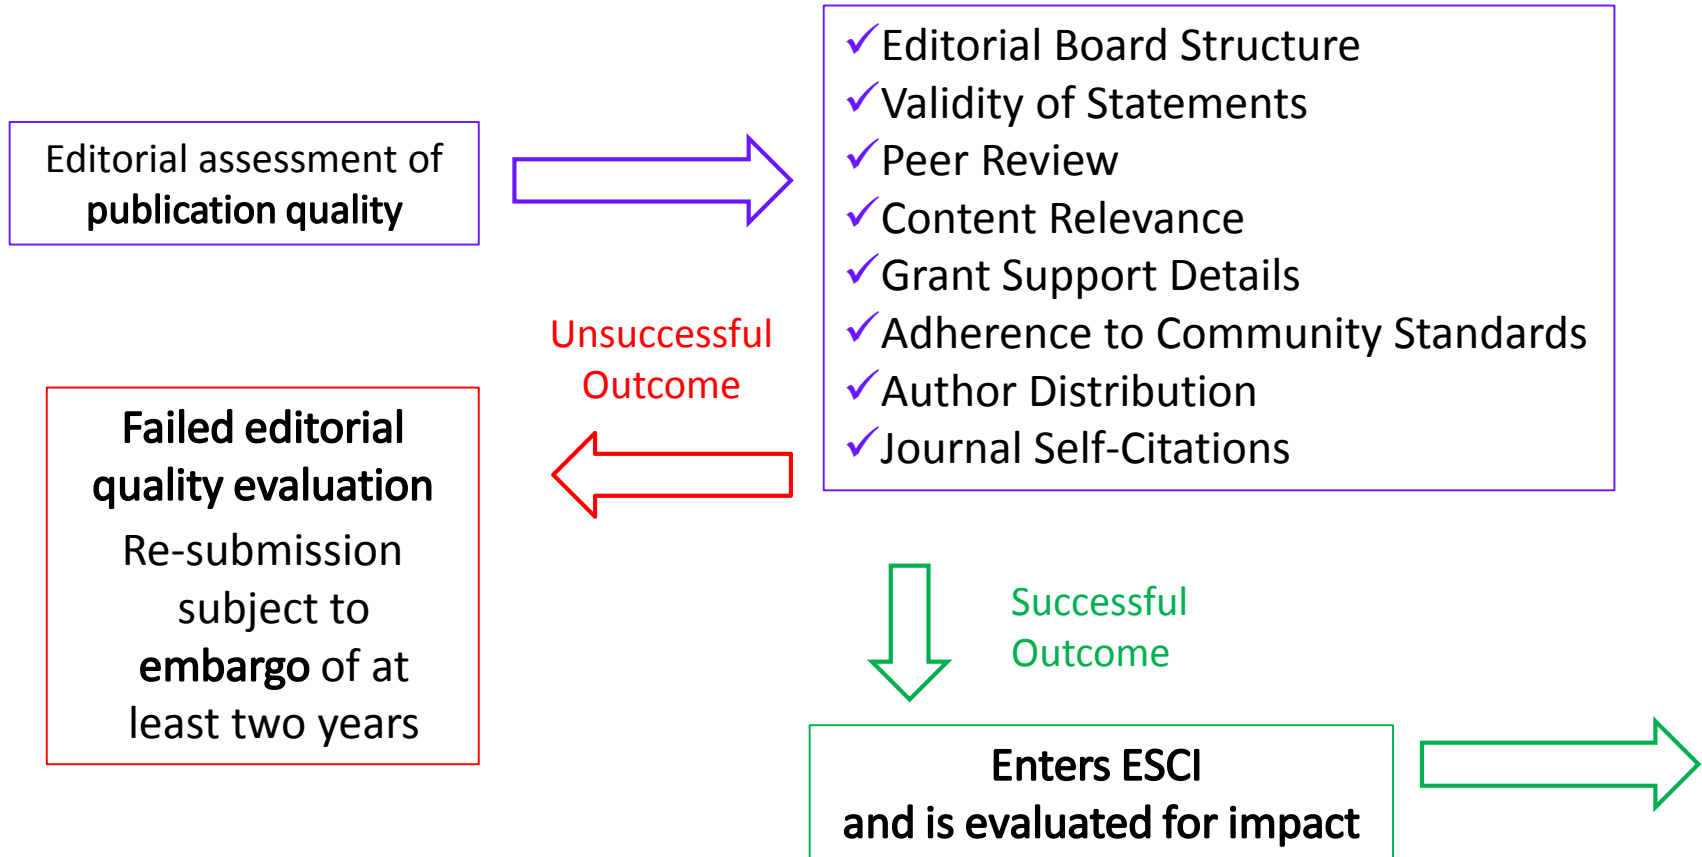 Editorial assessment of
publication quality
✓Editorial Board Structure
✓Validity of Statements
✓Peer Review
✓Content Relevance
✓Grant Support Details
✓Adherence to Community Standards
✓Author Distribution
✓Journal Self-Citations
Unsuccessful
Outcome
Failed editorial
quality evaluation
Re-submission
subject to
embargo of at
least two years
Successful
Outcome
Enters ESCI
and is evaluated for impact